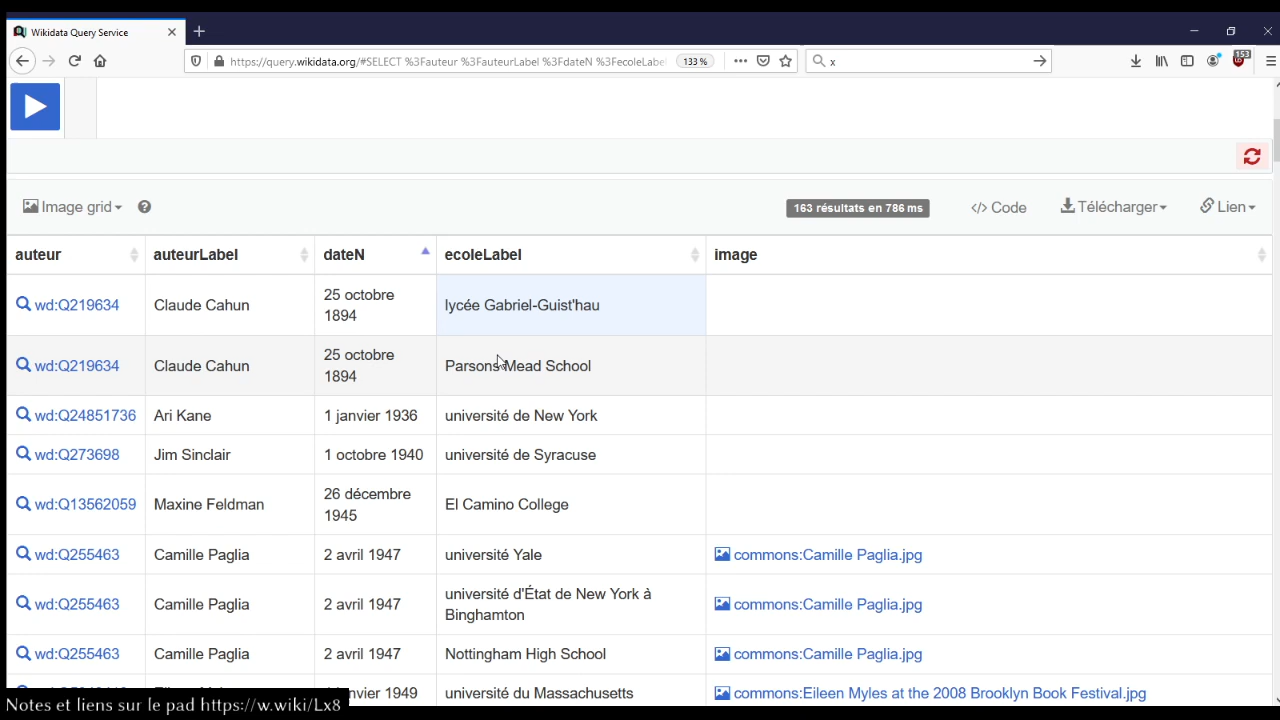 Wikidata Query Service
https://query.wikidata.org/#SELECT %3Fauteur %3FauteurLabel %3FdateN %3FecoleLabel
133 %
x
153
Image grid
163 résultats en 786 ms
</> Code
Télécharger
Lien
auteur auteurLabel dateN ecoleLabel image
wd:Q219634 Claude Cahun 25 octobre
1894 lycée Gabriel-Guist'hau
wd:Q219634 Claude Cahun 25 octobre
1894 Parsons Mead School
wd:Q24851736 Ari Kane 1 janvier 1936 université de New York
wd:Q273698 Jim Sinclair 1 octobre 1940 université de Syracuse
wd:Q13562059 Maxine Feldman 26 décembre
1945 El Camino College
wd:Q255463 Camille Paglia 2 avril 1947 université Yale commons:Camille Paglia.jpg
wd:Q255463 Camille Paglia 2 avril 1947 université d'État de New York à
Binghamton commons:Camille Paglia.jpg
wd:Q255463 Camille Paglia 2 avril 1947 Nottingham High School commons:Camille Paglia.jpg
1949 université du Massachusetts commons:Eileen Myles at the 2008 Brooklyn Book Festival.jpg
Notes et liens sur le pad https://w.wiki/Lx8